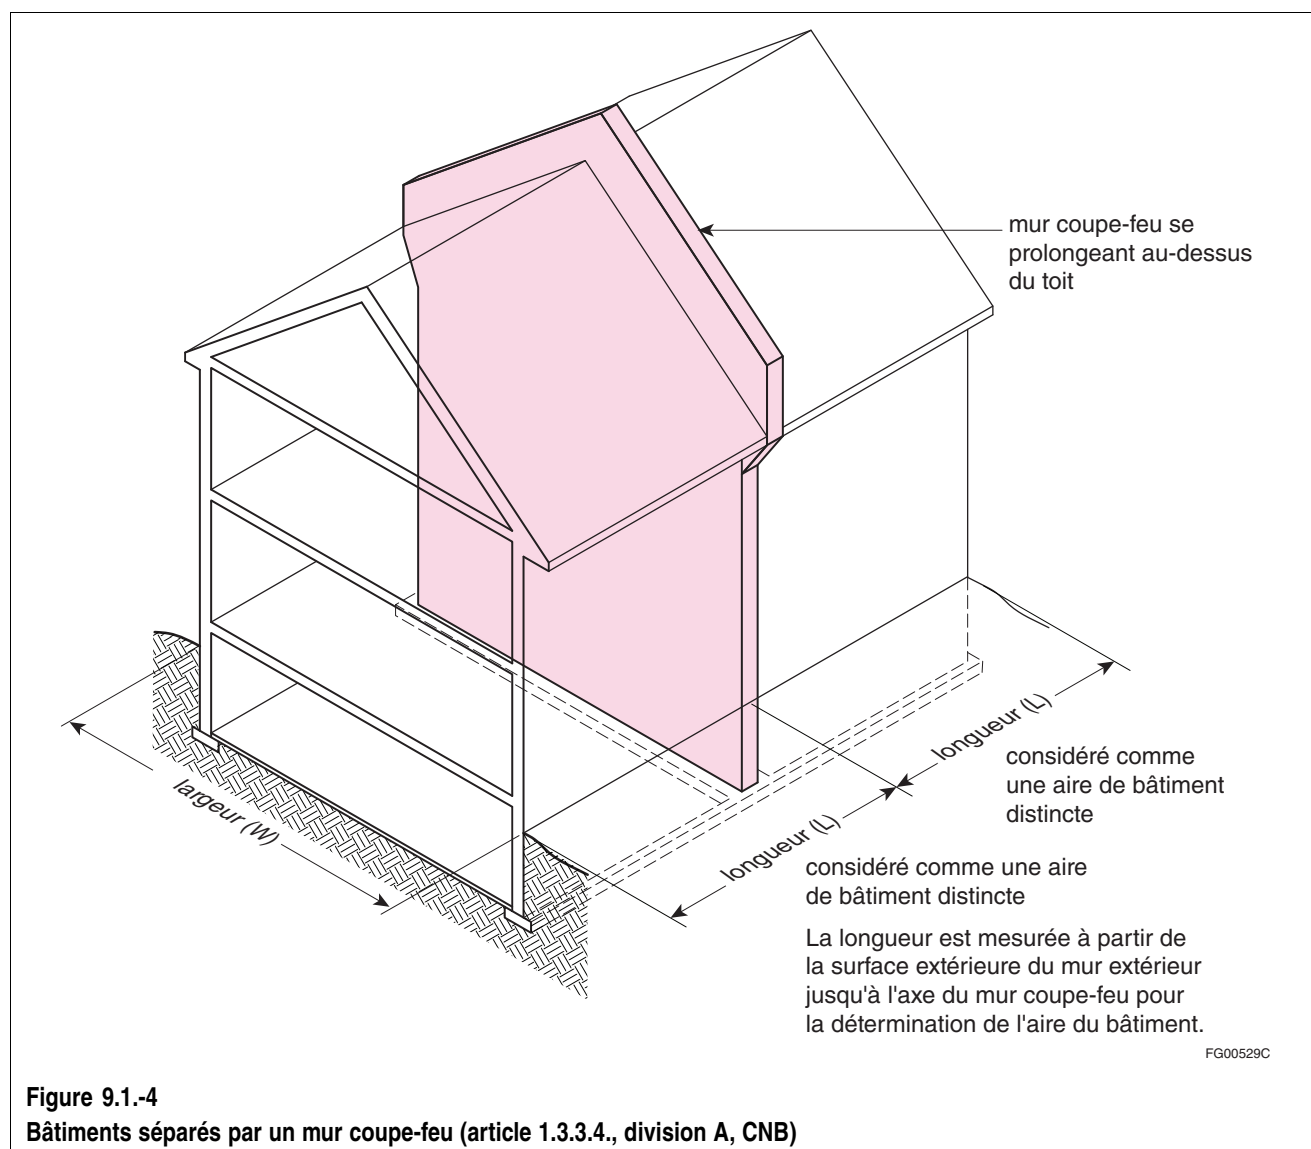 mur coupe-feu se
prolongeant au-dessus
du toit
largeur (W)
longueur (L)
longueur (L)
considéré comme
une aire de bâtiment
distincte
considéré comme une aire
de bâtiment distincte
La longueur est mesurée à partir de
la surface extérieure du mur extérieur
jusqu'à l'axe du mur coupe-feu pour
la détermination de l'aire du bâtiment.
FG00529C
Figure 9.1.-4
Bâtiments séparés par un mur coupe-feu (article 1.3.3.4., division A, CNB)